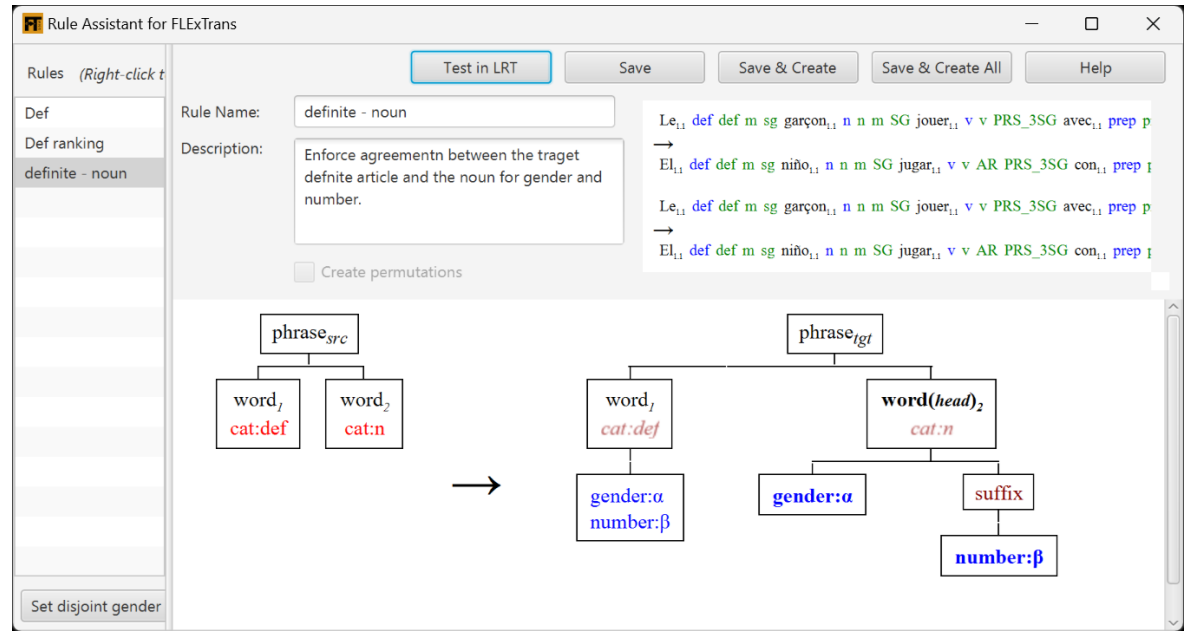 FT Rule Assistant for FLExTrans
Rules (Right-click t
Test in LRT Save Save & Create Save & Create All Help
Def
Def ranking
definite - noun
Set disjoint gender
Rule Name: definite - noun
Description: Enforce agreementn between the traget
defnite article and the noun for gender and
number.
Create permutations
Le1.1 def def m sg garçon1.1 n n m SG jouer1.1 v v PRS_3SG avec1.1 prep p
→
El1.1 def def m sg niño1.1 n n m SG jugar1.1 v v AR PRS_3SG con1.1 prep p
Le1.1 def def m sg garçon1.1 n n m SG jouer1.1 v v PRS_3SG avec1.1 prep p
→
El1.1 def def m sg niño1.1 n n m SG jugar1.1 v v AR PRS_3SG con1.1 prep p
phrasesrc
word1 word2
cat:def cat:n
→
phrasetgt
word1 word(head)2
cat:def cat:n
gender:α gender:α suffix
number:β
number:β